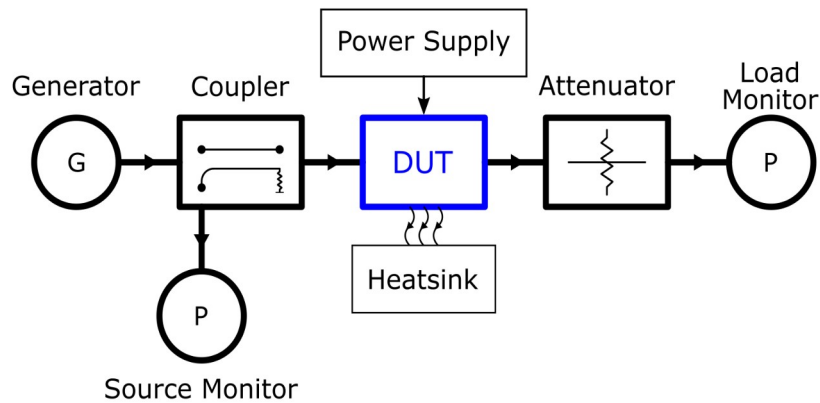 Power Supply
Generator
Coupler
Attenuator
Load
Monitor
G
DUT
P
Heatsink
P
Source Monitor